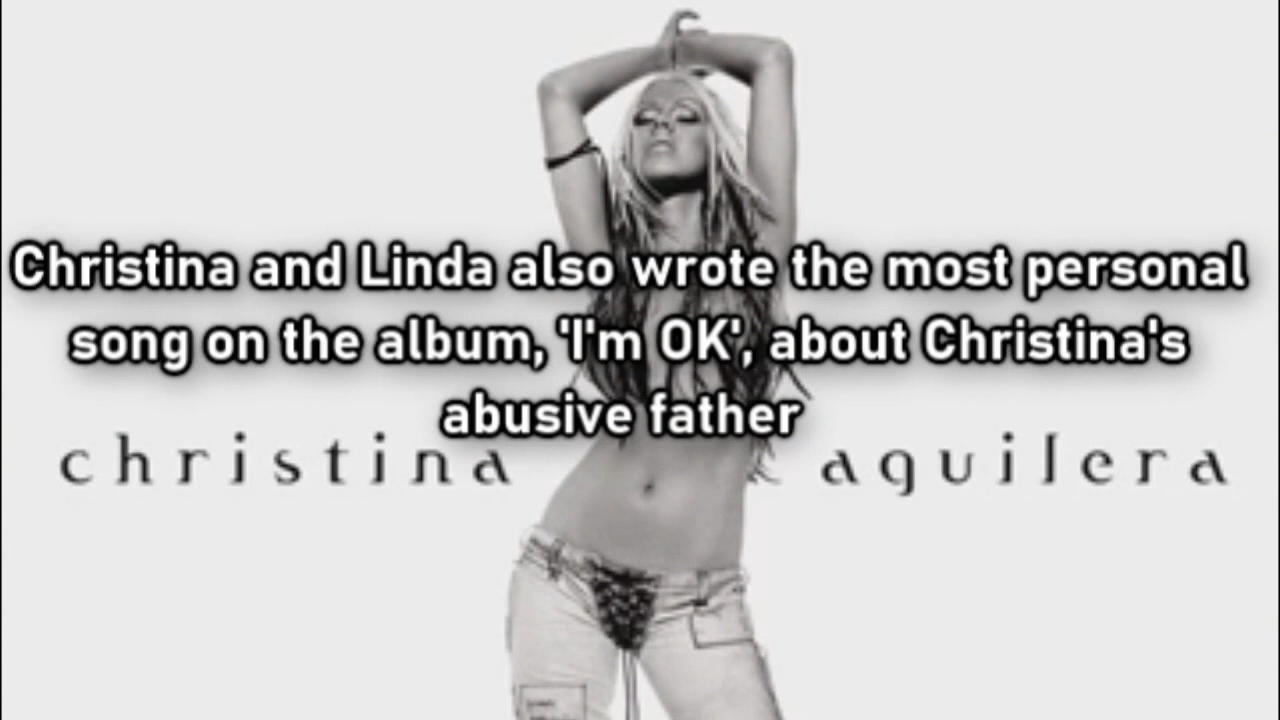 Christina and Linda also wrote the most personal
song on the album, 'I'm OK', about Christina's
abusive father
christina aguilera